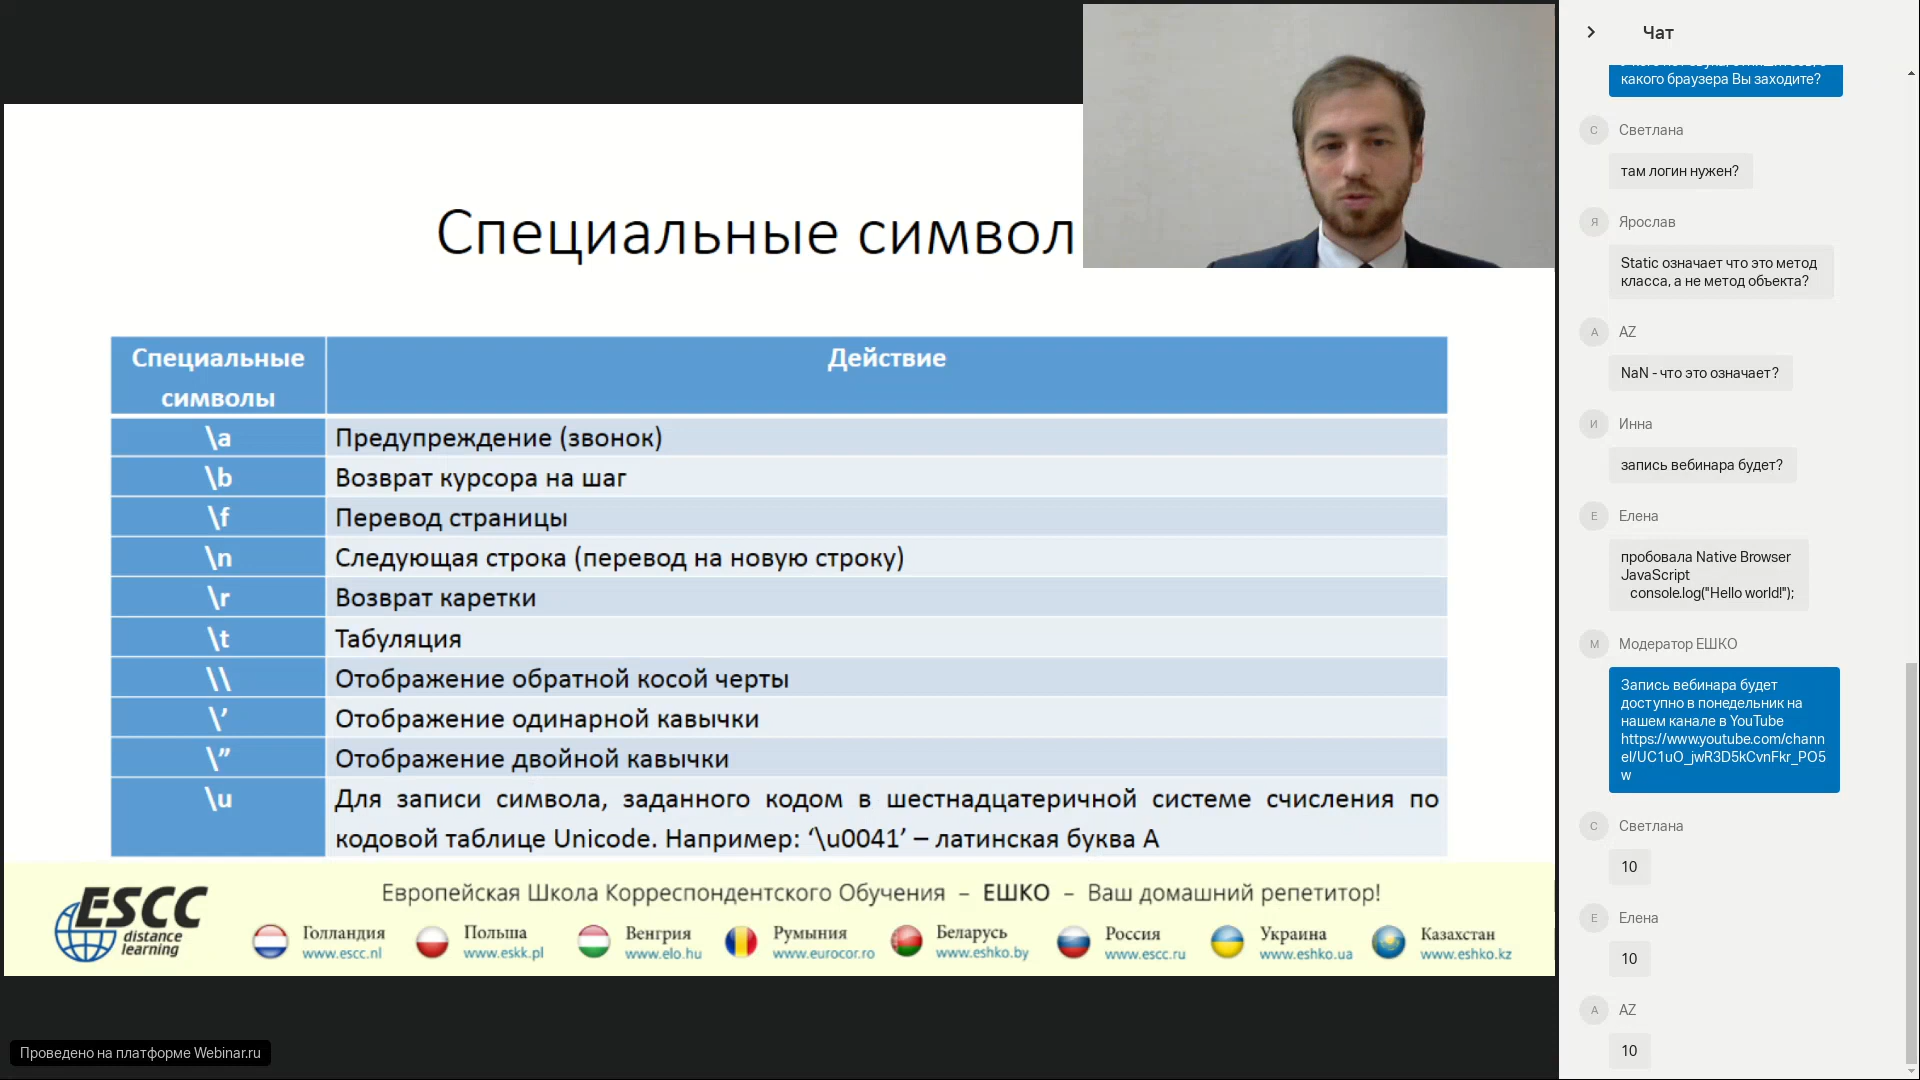 Специальные символ
Специальные
символы
Действие
\a
Предупреждение (звонок)
\b
Возврат курсора на шаг
\f
Перевод страницы
\n
Следующая строка (перевод на новую строку)
\r
Возврат каретки
\t
Табуляция
\\
Отображение обратной косой черты
\’
Отображение одинарной кавычки
\”
Отображение двойной кавычки
\u
Для записи символа, заданного кодом в шестнадцатеричной системе счисления по
кодовой таблице Unicode. Например: ‘\u0041’ – латинская буква A
ESCC
distance
learning
Европейская Школа Корреспондентского Обучения – ЕШКО – Ваш домашний репетитор!
Голландия
www.escc.nl
Польша
www.eskk.pl
Венгрия
www.elo.hu
Румыния
www.eurocor.ro
Беларусь
www.eshko.by
Россия
www.escc.ru
Украина
www.eshko.ua
Казахстан
www.eshko.kz
Проведено на платформе Webinar.ru
Чат
какого браузера Вы заходите?
С
Светлана
там логин нужен?
Я
Ярослав
Static означает что это метод
класса, а не метод объекта?
A
AZ
NaN - что это означает?
И
Инна
запись вебинара будет?
Е
Елена
пробовала Native Browser
JavaScript
console.log("Hello world!");
М
Модератор ЕШКО
Запись вебинара будет
доступно в понедельник на
нашем канале в YouTube
https://www.youtube.com/chann
el/UC1uO_jwR3D5kCvnFkr_PO5
w
С
Светлана
10
Е
Елена
10
A
AZ
10